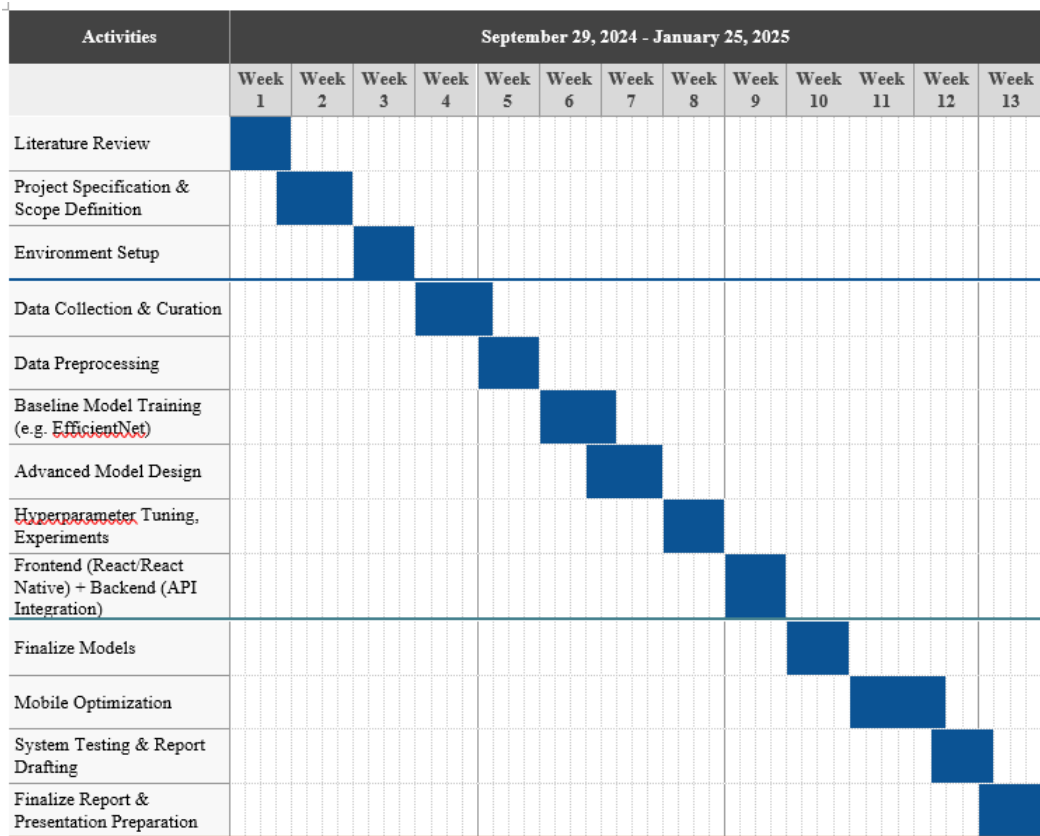 Activities
September 29, 2024 - January 25, 2025
Week 1
Week 2
Week 3
Week 4
Week 5
Week 6
Week 7
Week 8
Week 9
Week 10
Week 11
Week 12
Week 13
Literature Review
Project Specification &
Scope Definition
Environment Setup
Data Collection & Curation
Data Preprocessing
Baseline Model Training
(e.g. EfficientNet)
Advanced Model Design
Hyperparameter Tuning,
Experiments
Frontend (React/React
Native) + Backend (API
Integration)
Finalize Models
Mobile Optimization
System Testing & Report
Drafting
Finalize Report &
Presentation Preparation